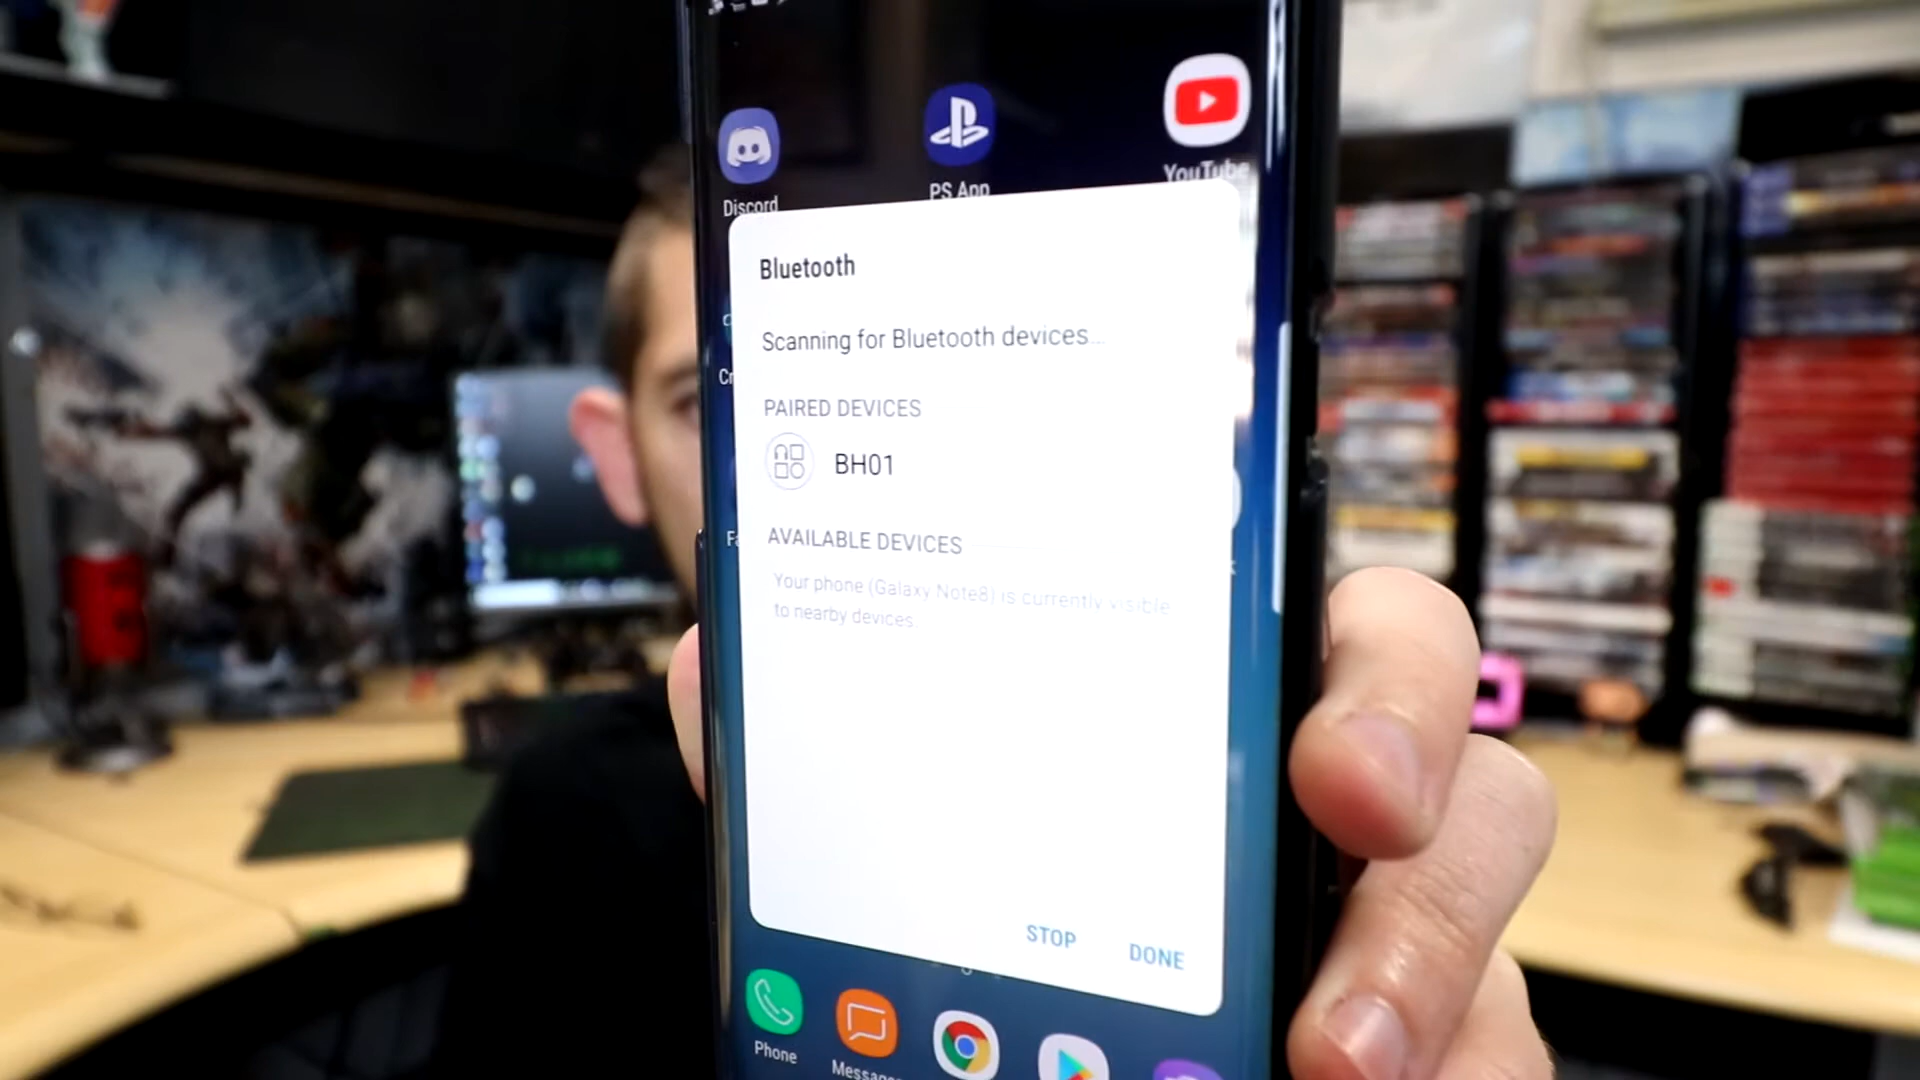 Discord
PS App
YouTube
Bluetooth
Scanning for Bluetooth devices...
PAIRED DEVICES
BH01
AVAILABLE DEVICES
Your phone (Galaxy Note8) is currently visible
to nearby devices.
STOP
DONE
Phone